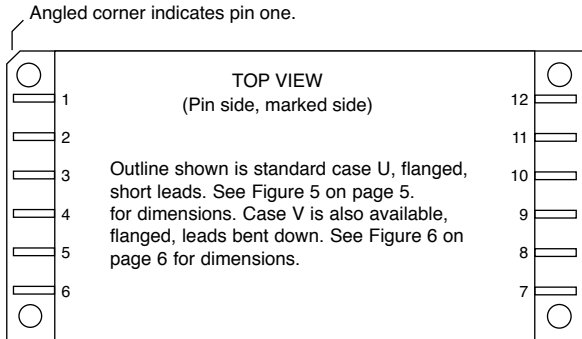 Angled corner indicates pin one.
TOP VIEW
(Pin side, marked side)
1
2
3
4
5
6
12
11
10
9
8
7
Outline shown is standard case U, flanged,
short leads. See Figure 5 on page 5.
for dimensions. Case V is also available,
flanged, leads bent down. See Figure 6 on
page 6 for dimensions.